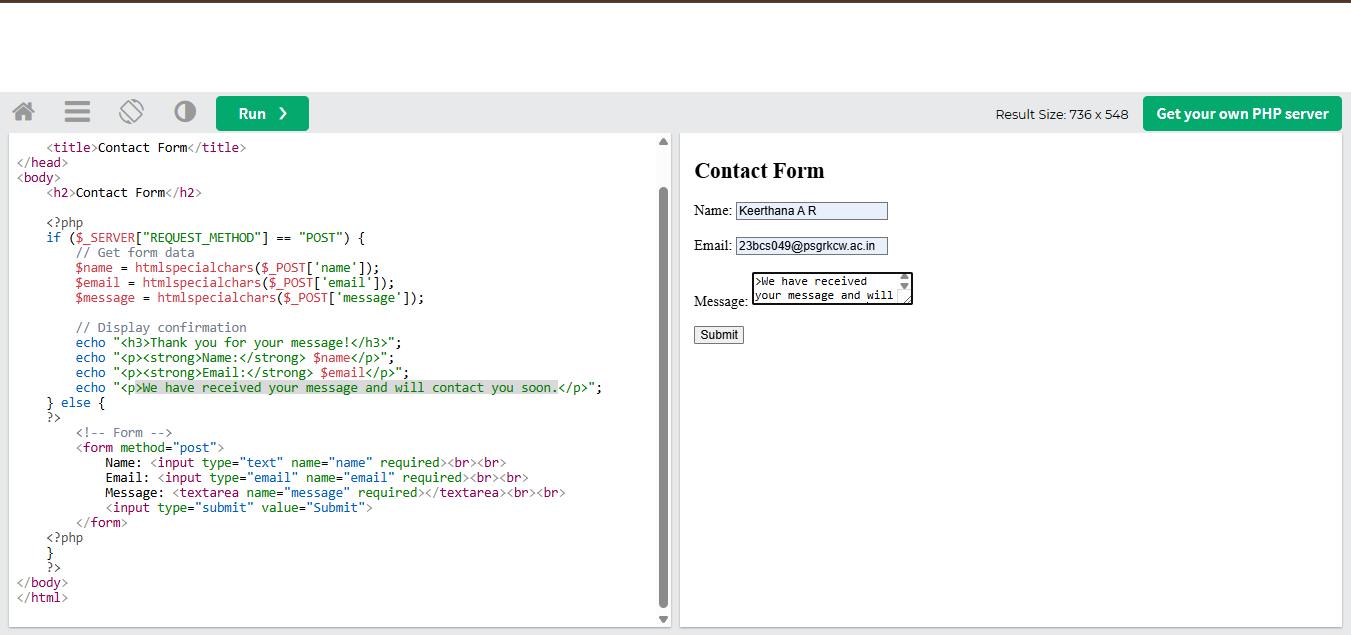 Run ❯
Result Size: 736 x 548
Get your own PHP server
<title>Contact Form</title>
</head>
<body>
<h2>Contact Form</h2>
<?php
if ($_SERVER["REQUEST_METHOD"] == "POST") {
// Get form data
$name = htmlspecialchars($_POST['name']);
$email = htmlspecialchars($_POST['email']);
$message = htmlspecialchars($_POST['message']);
// Display confirmation
echo "<h3>Thank you for your message!</h3>";
echo "<p><strong>Name:</strong> $name</p>";
echo "<p><strong>Email:</strong> $email</p>";
echo "<p>We have received your message and will contact you soon.</p>";
} else {
?>
<!-- Form -->
<form method="post">
Name: <input type="text" name="name" required><br><br>
Email: <input type="email" name="email" required><br><br>
Message: <textarea name="message" required></textarea><br><br>
<input type="submit" value="Submit">
</form>
<?php
}
?>
</body>
</html>
Contact Form
Name: Keerthana A R
Email: 23bcs049@psgrkcw.ac.in
Message: >We have received
your message and will
Submit